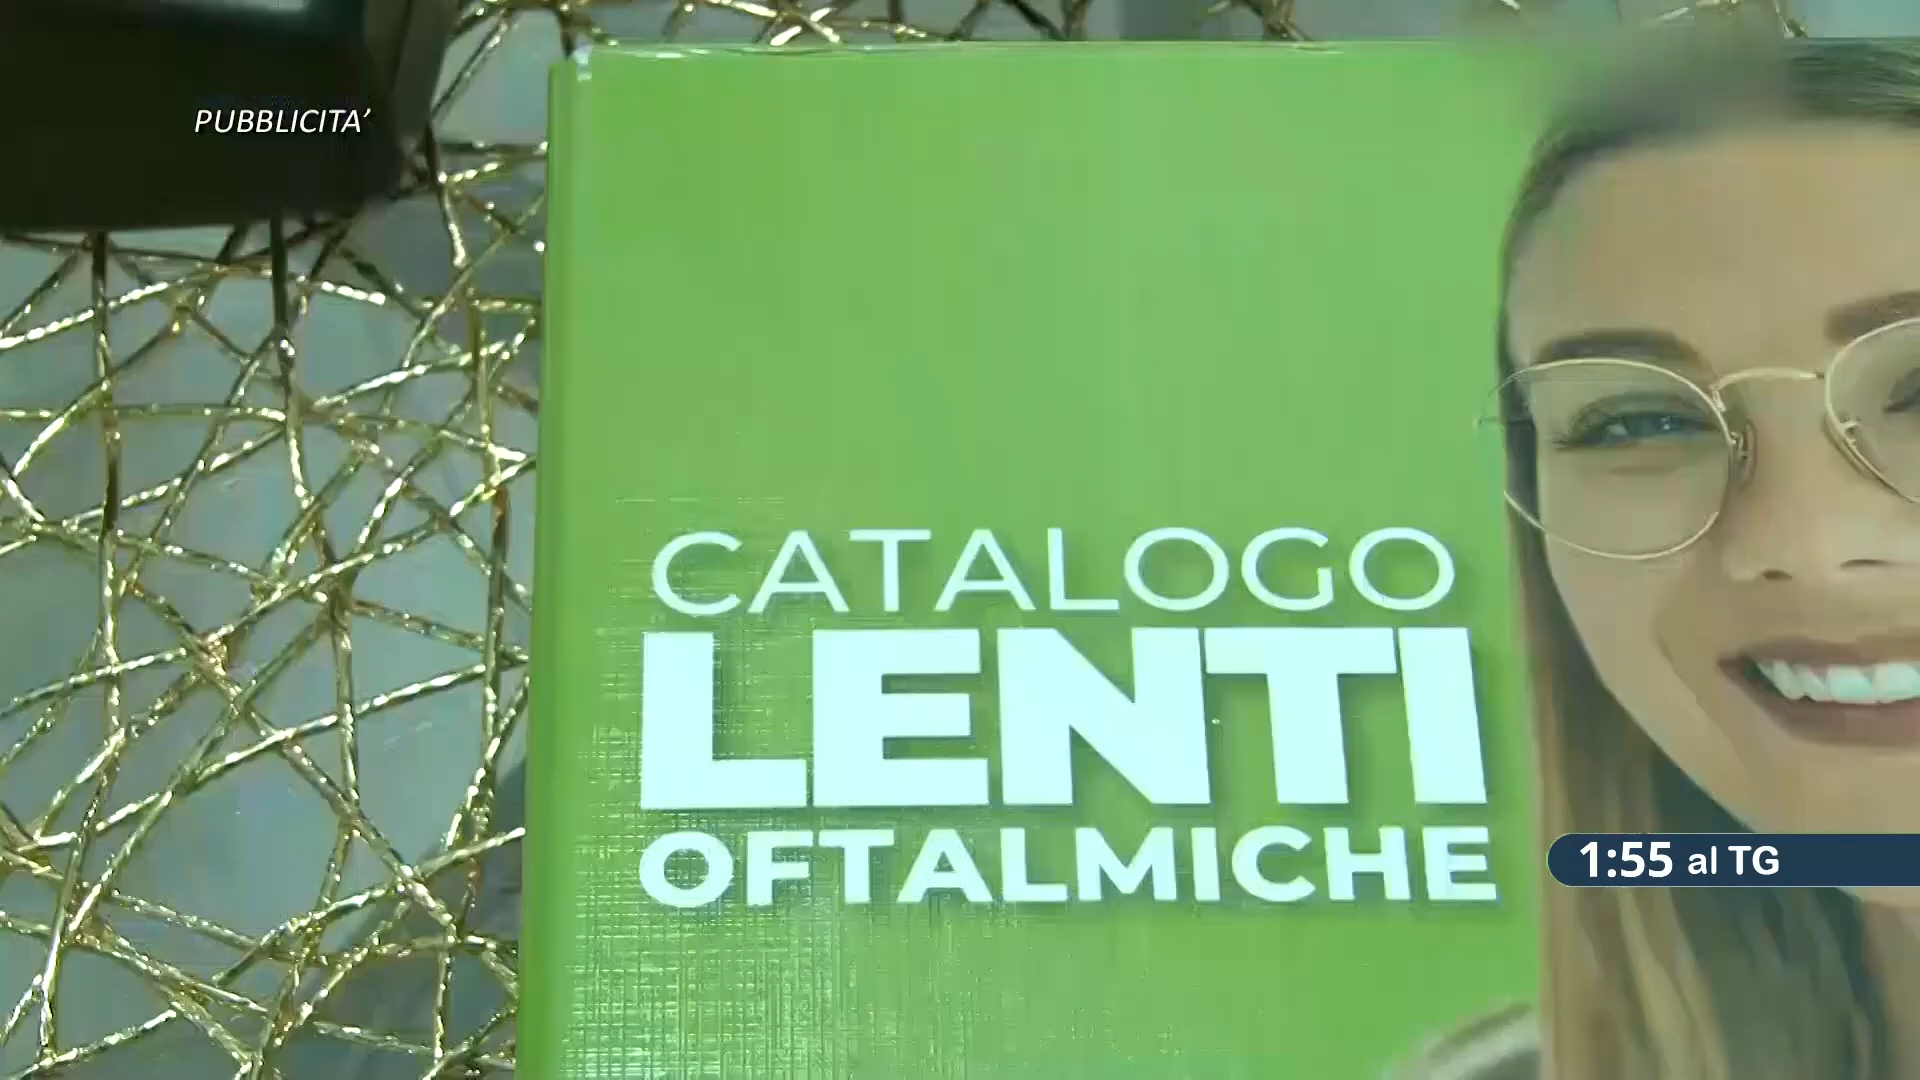 PUBBLICITA’
CATALOGO
LENTI
OFTALMICHE
1:55 al TG